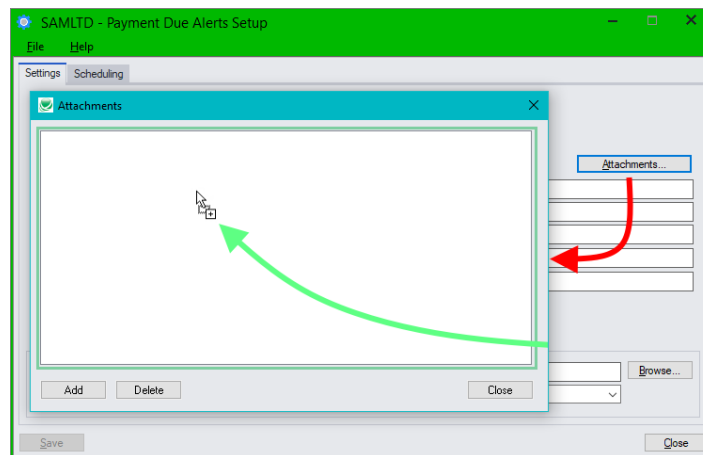 SAMLTD - Payment Due Alerts Setup
File Help
Settings Scheduling
Attachments
Attachments...
Browse...
Add Delete Close
Save Close